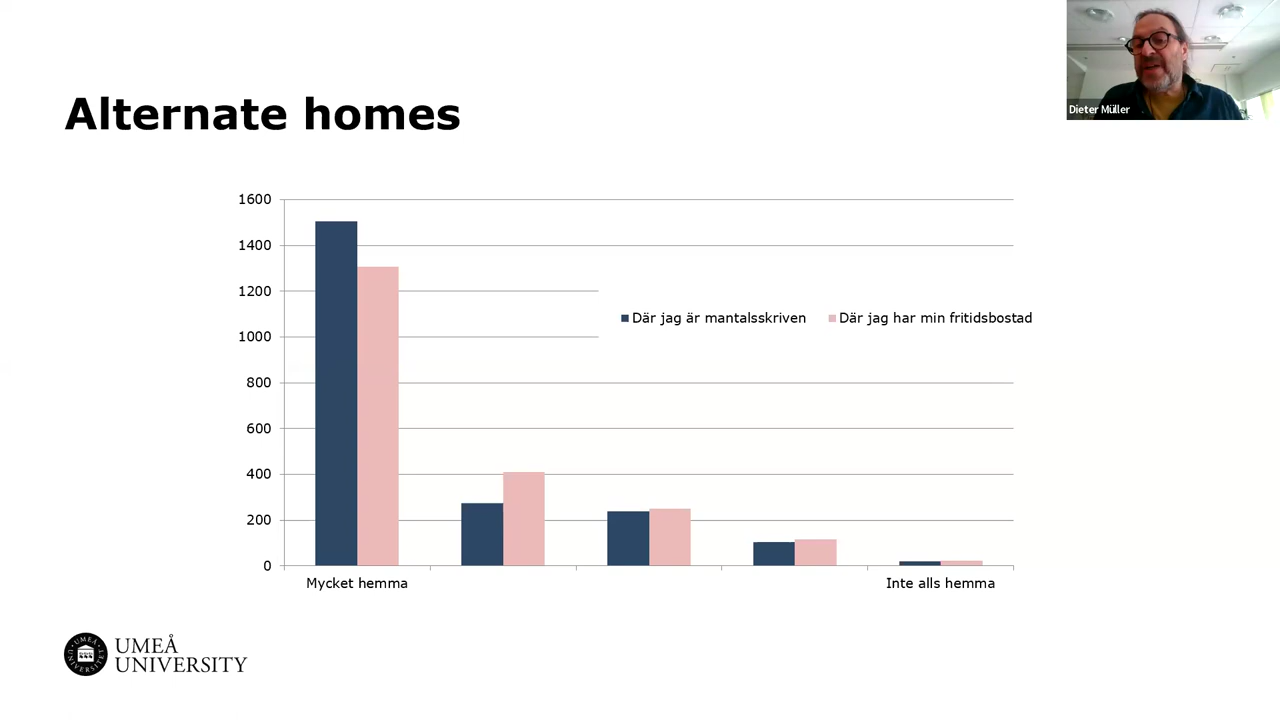 Dieter Müller
Alternate homes
1600
1400
1200
1000
800
600
400
200
0
Där jag är mantalsskriven
Där jag har min fritidsbostad
Mycket hemma
Inte alls hemma
UMEÅ
UNIVERSITY